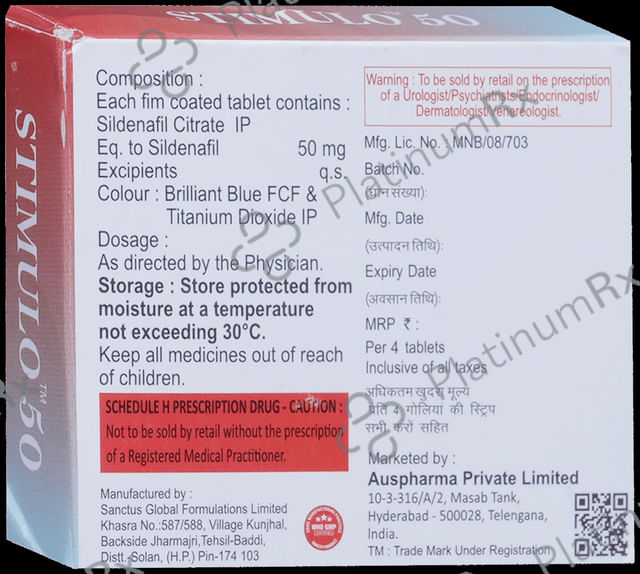 STIMULO™ 50
STIMULO™ 50
Composition :
Each fim coated tablet contains :
Sildenafil Citrate IP
Eq. to Sildenafil 50 mg
Excipients q.s.
Colour : Brilliant Blue FCF &
Titanium Dioxide IP
Dosage :
As directed by the Physician.
Storage : Store protected from
moisture at a temperature
not exceeding 30°C.
Keep all medicines out of reach
of children.
SCHEDULE H PRESCRIPTION DRUG - CAUTION :
Not to be sold by retail without the prescription
of a Registered Medical Practitioner.
Manufactured by :
Sanctus Global Formulations Limited
Khasra No.:587/588, Village Kunjhal,
Backside Jharmajri,Tehsil-Baddi,
Distt.-Solan, (H.P.) Pin-174 103
WHO GMP
CERTIFIED
Warning : To be sold by retail on the prescription
of a Urologist/Psychiatrists/Endocrinologist/
Dermatologist/Venereologist.
Mfg. Lic. No. : MNB/08/703
Batch No.
(घान संख्या):
Mfg. Date
(उत्पादन तिथि):
Expiry Date
(अवसान तिथि):
MRP ₹ :
Per 4 tablets
Inclusive of all taxes
अधिकतम खुदरा मूल्य
प्रति 4 गोलियां की स्ट्रिप
सभी करों सहित
Marketed by :
Auspharma Private Limited
10-3-316/A/2, Masab Tank,
Hyderabad - 500028, Telengana,
India.
TM : Trade Mark Under Registration
PlatinumRx
PlatinumRx
PlatinumRx